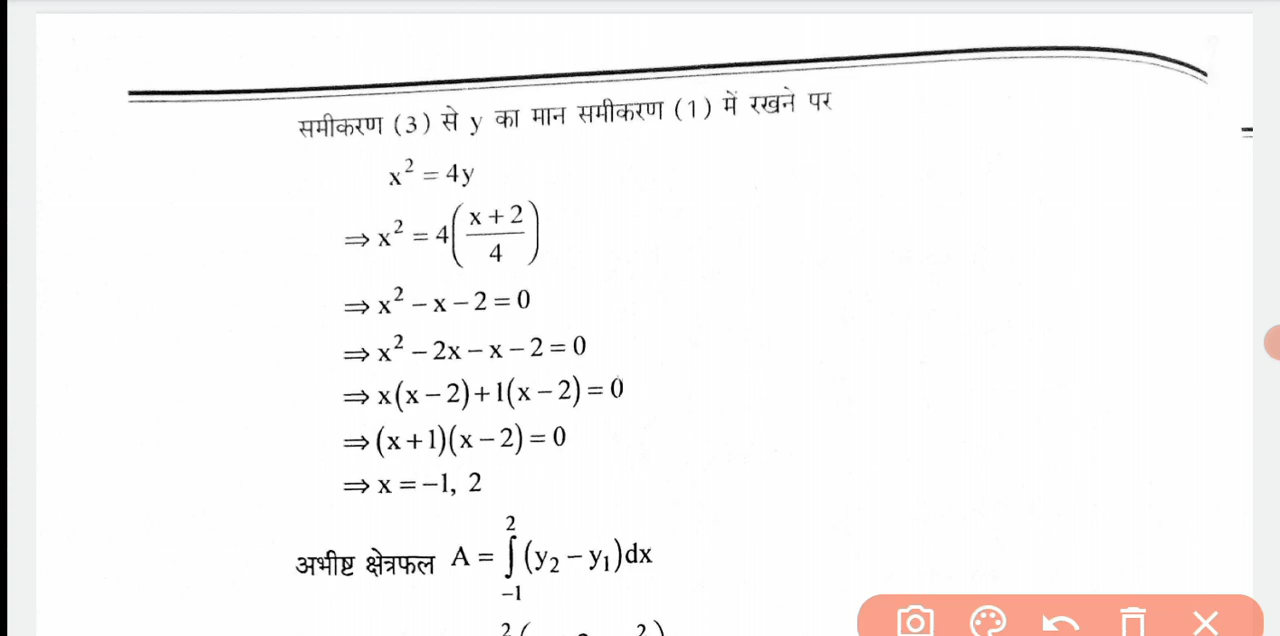 समीकरण (3) से y का मान समीकरण (1) में रखने पर
x² = 4y
⇒ x² = 4((x + 2)/4)
⇒ x² – x – 2 = 0
⇒ x² – 2x – x – 2 = 0
⇒ x(x – 2)+1(x – 2) = 0
⇒ (x+1)(x – 2) = 0
⇒ x = –1, 2
अभीष्ट क्षेत्रफल A = ∫₋₁² (y₂ – y₁)dx